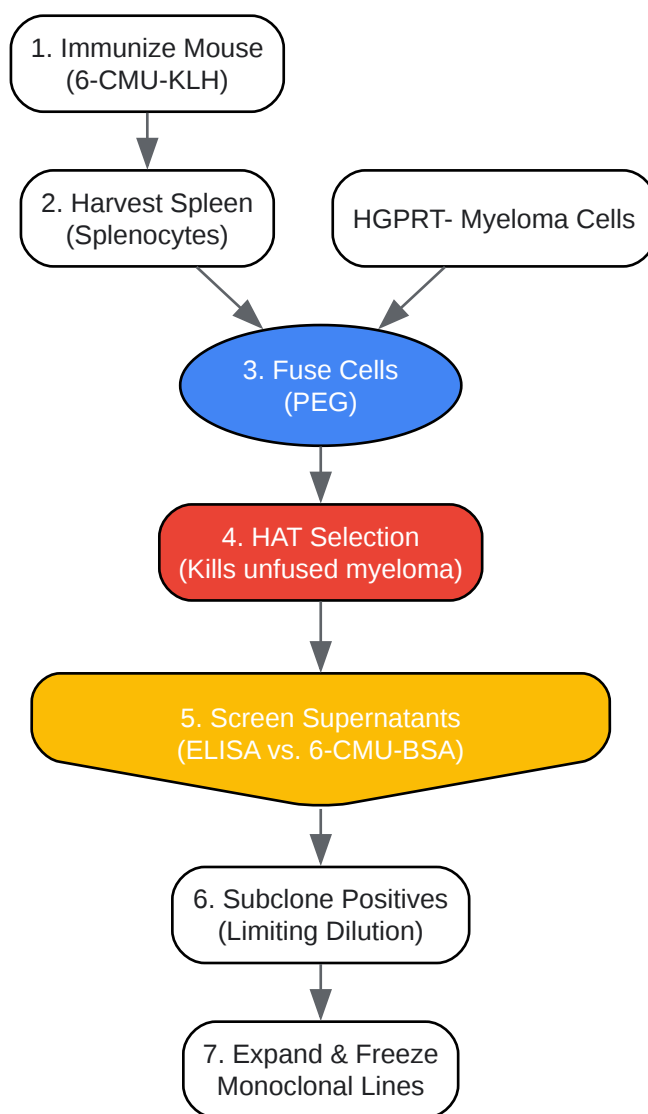 1. Immunize Mouse
(6-CMU-KLH)
2. Harvest Spleen
(Splenocytes)
HGPRT- Myeloma Cells
3. Fuse Cells
(PEG)
4. HAT Selection
(Kills unfused myeloma)
5. Screen Supernatants
(ELISA vs. 6-CMU-BSA)
6. Subclone Positives
(Limiting Dilution)
7. Expand & Freeze
Monoclonal Lines